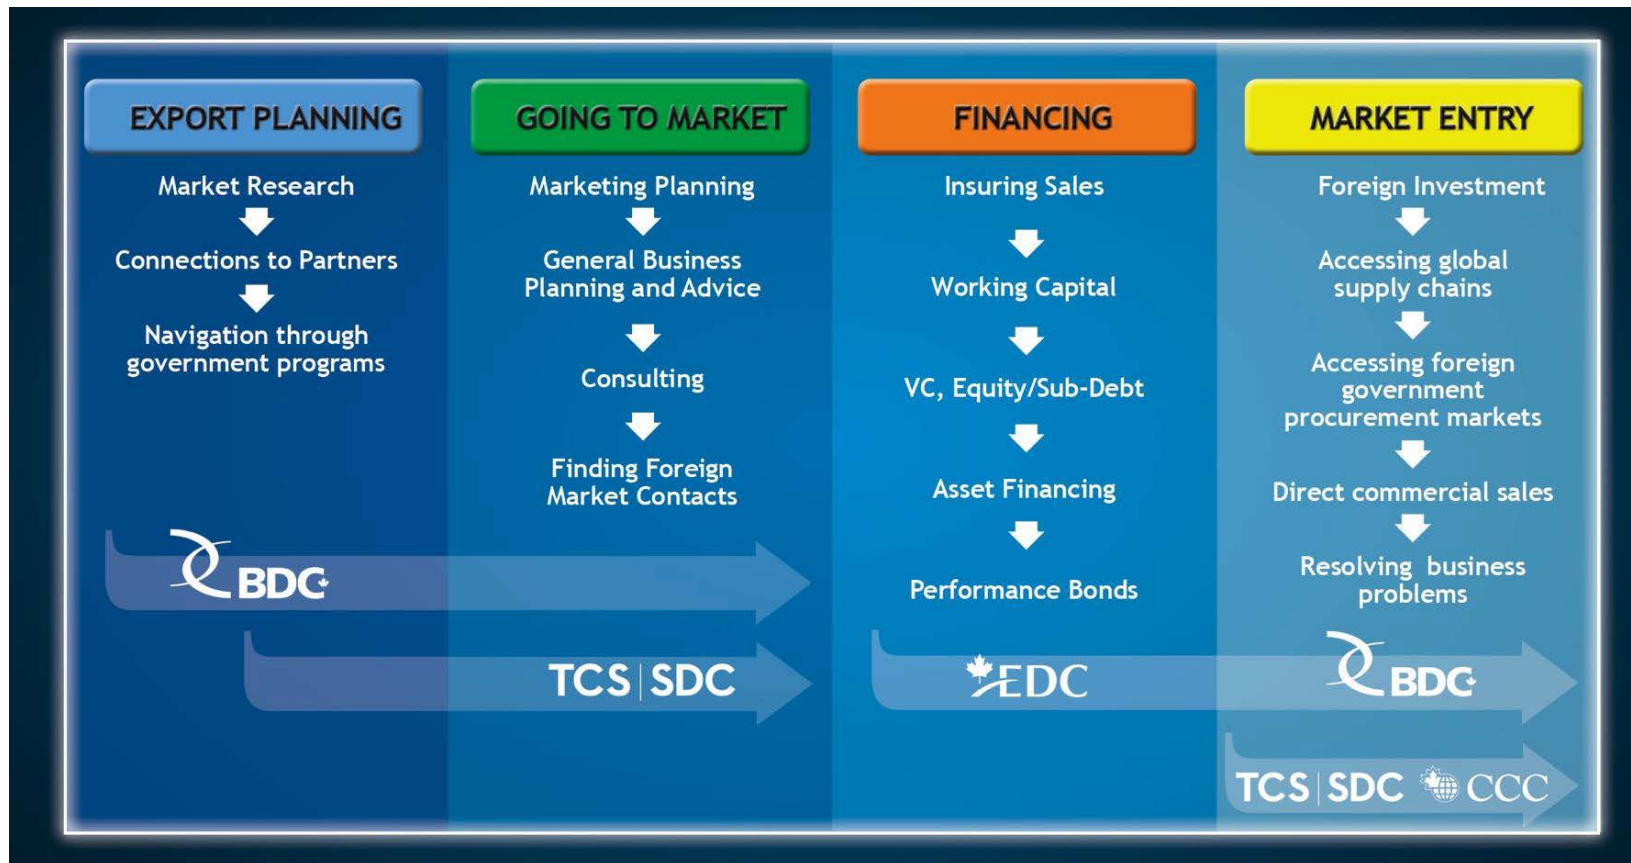 EXPORT PLANNING
Market Research
Connections to Partners
Navigation through
government programs
GOING TO MARKET
Marketing Planning
General Business
Planning and Advice
Consulting
Finding Foreign
Market Contacts
FINANCING
Insuring Sales
Working Capital
VC, Equity/Sub-Debt
Asset Financing
Performance Bonds
MARKET ENTRY
Foreign Investment
Accessing global
supply chains
Accessing foreign
government
procurement markets
Direct commercial sales
Resolving business
problems
BDC
TCS | SDC
EDC
BDC
TCS | SDC CCC